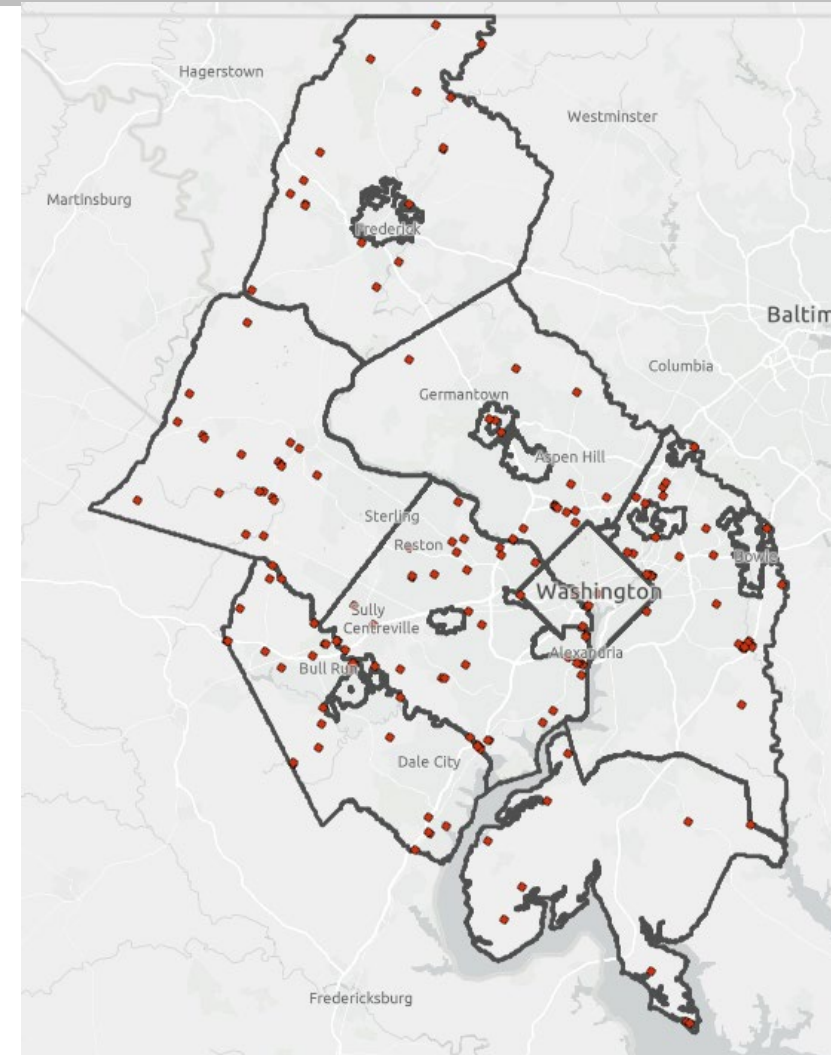 Hagerstown
Westminster
Martinsburg
Frederick
Baltim
Columbia
Germantown
Aspen Hill
Sterling
Reston
Bowie
Washington
Sully
Centreville
Alexandria
Bull Run
Dale City
Fredericksburg